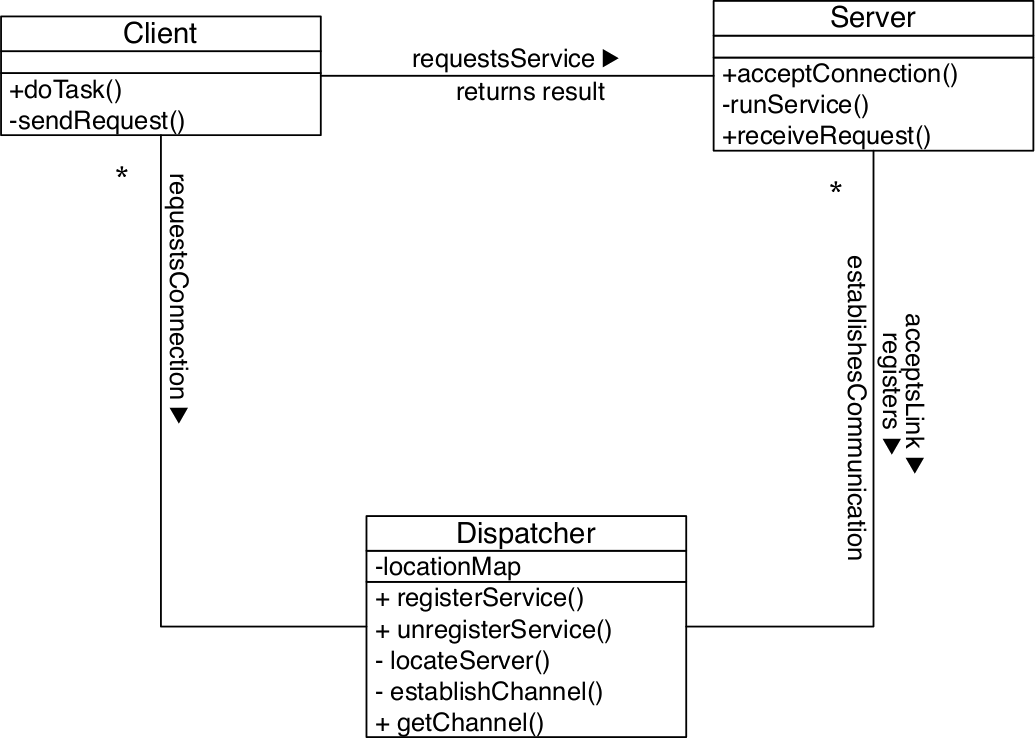 Client
+doTask()
-sendRequest()
requestsService ▶
returns result
Server
+acceptConnection()
-runService()
+receiveRequest()
*
requestsConnection ▶
*
establishesCommunication
registers ▶
acceptsLink ▶
Dispatcher
-locationMap
+ registerService()
+ unregisterService()
- locateServer()
- establishChannel()
+ getChannel()